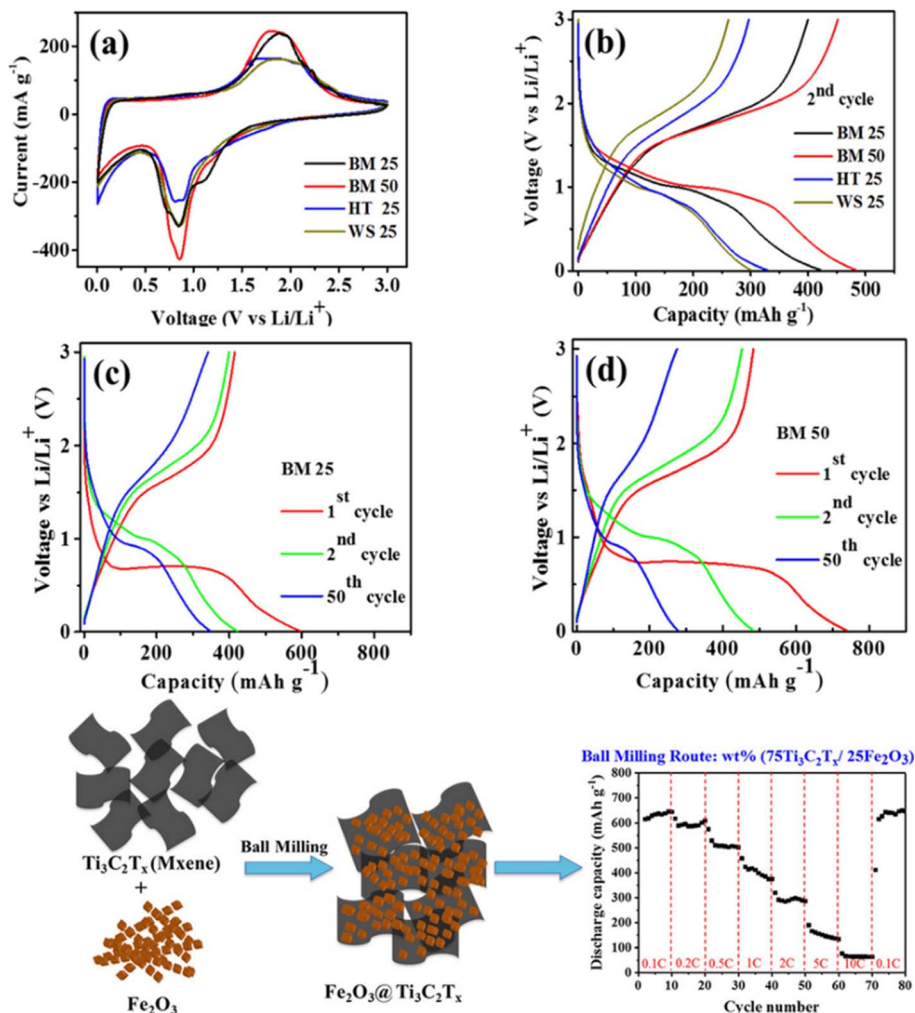 (a)
200
0
-200
-400
Currrent (mA g⁻¹)
BM 25
BM 50
HT 25
WS 25
0.0 0.5 1.0 1.5 2.0 2.5 3.0
Voltage (V vs Li/Li⁺)
(b)
3
2
1
0
Voltage (V vs Li/Li⁺)
2nd cycle
BM 25
BM 50
HT 25
WS 25
0 100 200 300 400 500
Capacity (mAh g⁻¹)
(c)
3
2
1
0
Voltage vs Li/Li⁺ (V)
BM 25
1st cycle
2nd cycle
50th cycle
0 200 400 600 800
Capacity (mAh g⁻¹)
(d)
3
2
1
0
Voltage vs Li/Li⁺ (V)
BM 50
1st cycle
2nd cycle
50th cycle
0 200 400 600 800
Capacity (mAh g⁻¹)
Ti₃C₂Tₓ (Mxene)
+
Fe₂O₃
Ball Milling
Fe₂O₃@ Ti₃C₂Tₓ
Ball Milling Route: wt% (75Ti₃C₂Tₓ/ 25Fe₂O₃)
800
700
600
500
400
300
200
100
0
Discharge capacity (mAh g⁻¹)
0.1C 0.2C 0.5C 1C 2C 5C 10C 0.1C
0 10 20 30 40 50 60 70 80
Cycle number